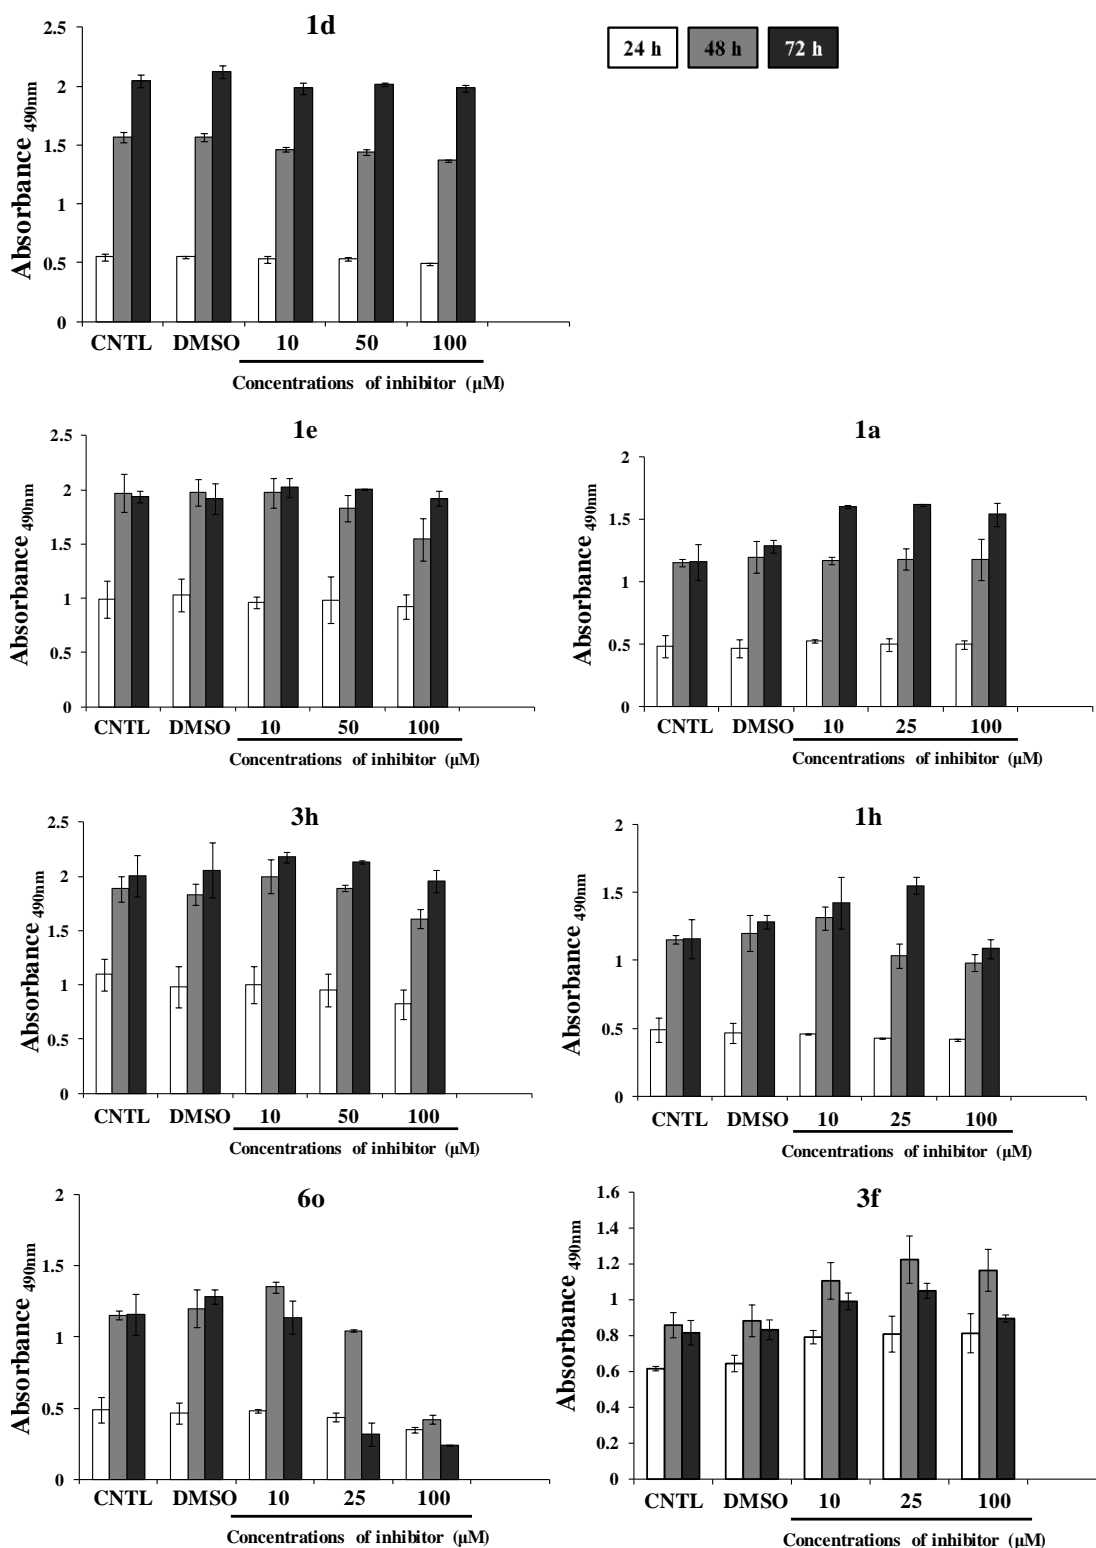 1d
24 h 48 h 72 h
2.5
2
1.5
1
0.5
0
Absorbance 490nm
CNTL DMSO 10 50 100
Concentrations of inhibitor (µM)
1e
2.5
2
1.5
1
0.5
0
Absorbance 490nm
CNTL DMSO 10 50 100
Concentrations of inhibitor (µM)
1a
2
1.5
1
0.5
0
Absorbance 490nm
CNTL DMSO 10 25 100
Concentrations of inhibitor (µM)
3h
2.5
2
1.5
1
0.5
0
Absorbance 490nm
CNTL DMSO 10 50 100
Concentrations of inhibitor (µM)
1h
2
1.5
1
0.5
0
Absorbance 490nm
CNTL DMSO 10 25 100
Concentrations of inhibitor (µM)
6o
2
1.5
1
0.5
0
Absorbance 490nm
CNTL DMSO 10 25 100
Concentrations of inhibitor (µM)
3f
1.6
1.4
1.2
1
0.8
0.6
0.4
0.2
0
Absorbance 490nm
CNTL DMSO 10 25 100
Concentrations of inhibitor (µM)